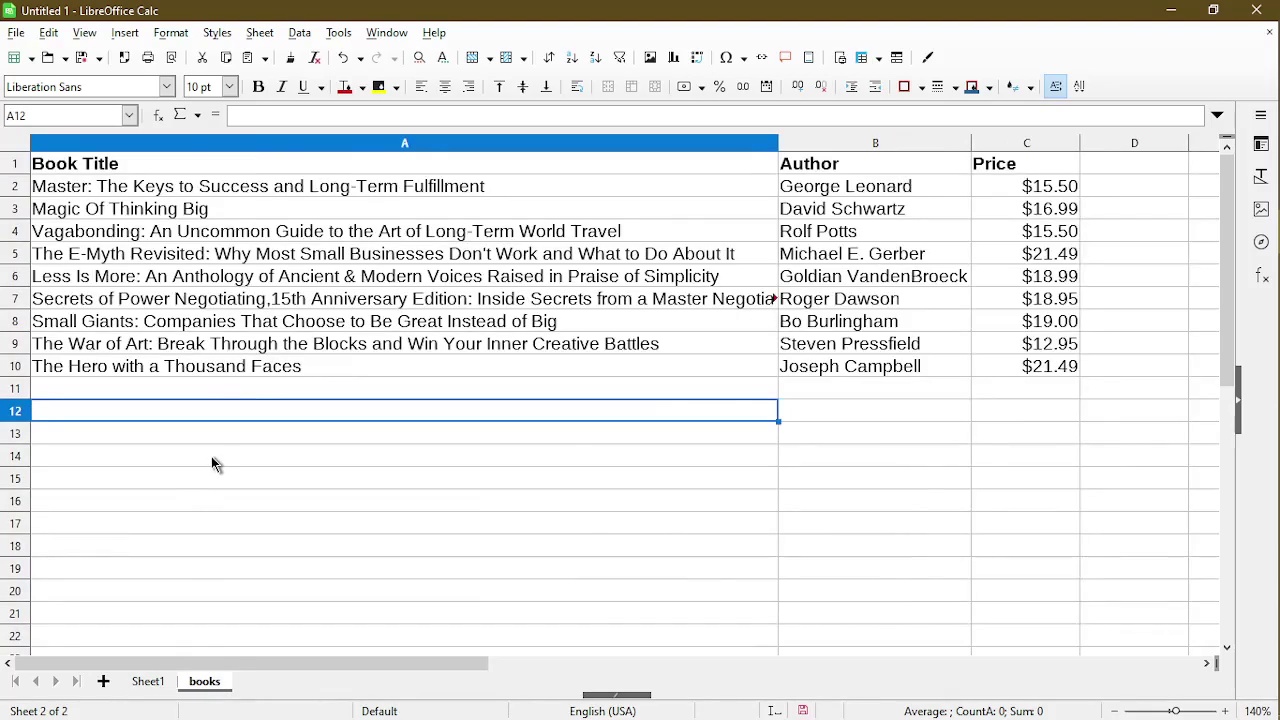 Untitled 1 - LibreOffice Calc
File Edit View Insert Format Styles Sheet Data Tools Window Help
Liberation Sans 10 pt
A12
A B C D
1 Book Title Author Price
2 Master: The Keys to Success and Long-Term Fulfillment George Leonard $15.50
3 Magic Of Thinking Big David Schwartz $16.99
4 Vagabonding: An Uncommon Guide to the Art of Long-Term World Travel Rolf Potts $15.50
5 The E-Myth Revisited: Why Most Small Businesses Don't Work and What to Do About It Michael E. Gerber $21.49
6 Less Is More: An Anthology of Ancient & Modern Voices Raised in Praise of Simplicity Goldian VandenBroeck $18.99
7 Secrets of Power Negotiating,15th Anniversary Edition: Inside Secrets from a Master Negotia Roger Dawson $18.95
8 Small Giants: Companies That Choose to Be Great Instead of Big Bo Burlingham $19.00
9 The War of Art: Break Through the Blocks and Win Your Inner Creative Battles Steven Pressfield $12.95
10 The Hero with a Thousand Faces Joseph Campbell $21.49
11
12
13
14
15
16
17
18
19
20
21
22
Sheet1 books
Sheet 2 of 2 Default English (USA) Average: ; CountA: 0; Sum: 0 140%